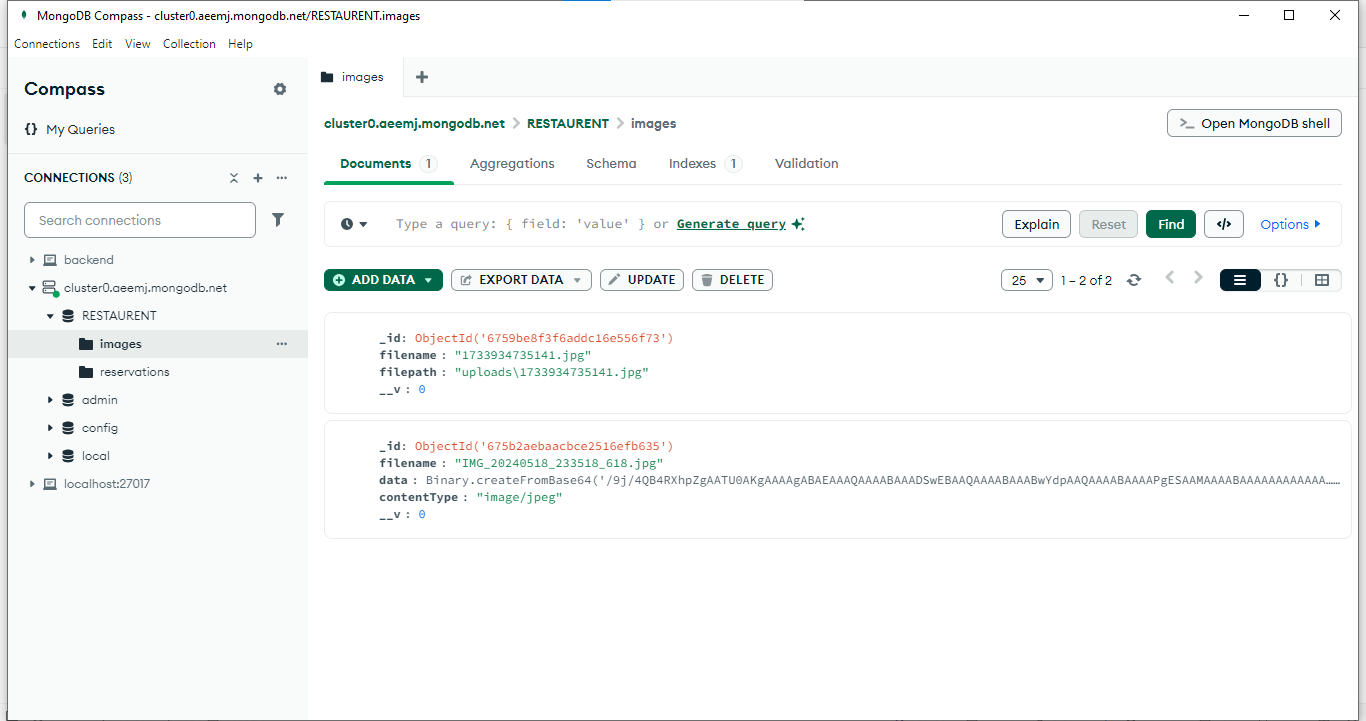 MongoDB Compass - cluster0.aeemj.mongodb.net/RESTAURENT.images
Connections Edit View Collection Help
Compass
{} My Queries
CONNECTIONS (3)
Search connections
backend
cluster0.aeemj.mongodb.net
RESTAURENT
images
reservations
admin
config
local
localhost:27017
images
cluster0.aeemj.mongodb.net > RESTAURENT > images
>_ Open MongoDB shell
Documents 1 Aggregations Schema Indexes 1 Validation
Type a query: { field: 'value' } or Generate query
Explain Reset Find </> Options
ADD DATA EXPORT DATA UPDATE DELETE
25 1 – 2 of 2 {}
_id: ObjectId('6759be8f3f6addc16e556f73')
filename : "1733934735141.jpg"
filepath : "uploads\1733934735141.jpg"
__v : 0
_id: ObjectId('675b2aebaacbce2516efb635')
filename : "IMG_20240518_233518_618.jpg"
data : Binary.createFromBase64('/9j/4QB4RXhpZgAATU0AKgAAAAgABAEAAAQAAAABAAADSwEBAAQAAAABAAABwYdpAAQAAAABAAAAPgESAAMAAAABAAAAAAAAAAAA……
contentType : "image/jpeg"
__v : 0